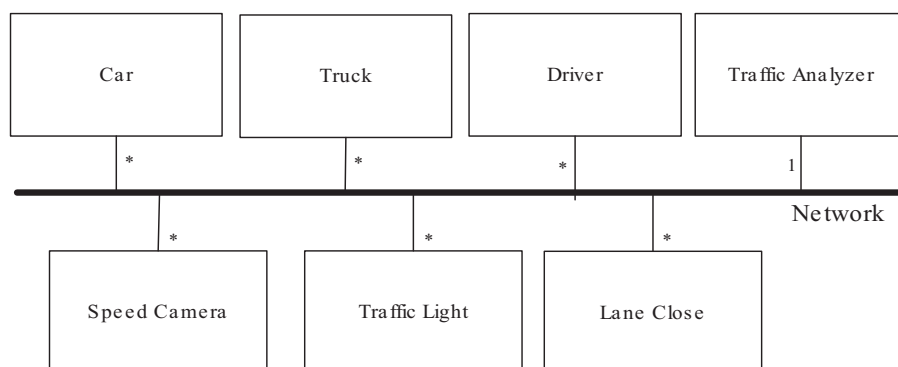 Car
Truck
Driver
Traffic Analyzer
*
*
*
1
Network
*
*
*
Speed Camera
Traffic Light
Lane Close